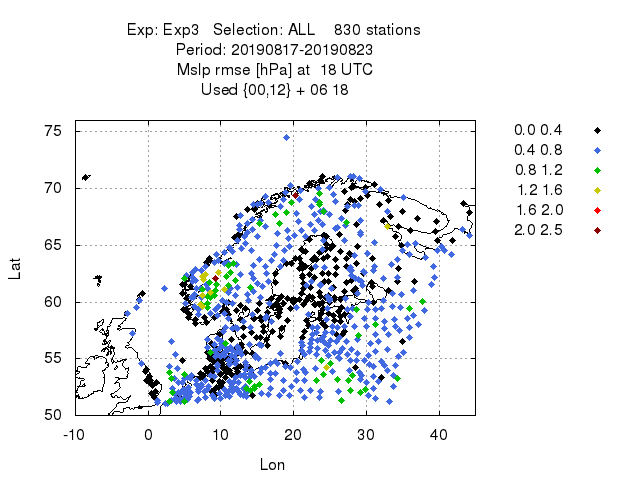 Exp: Exp3   Selection: ALL    830 stations
Period: 20190817-20190823
Mslp rmse [hPa] at  18 UTC
Used {00,12} + 06 18
0.0 0.4
0.4 0.8
0.8 1.2
1.2 1.6
1.6 2.0
2.0 2.5
75
70
65
60
55
50
Lat
-10 0 10 20 30 40
Lon